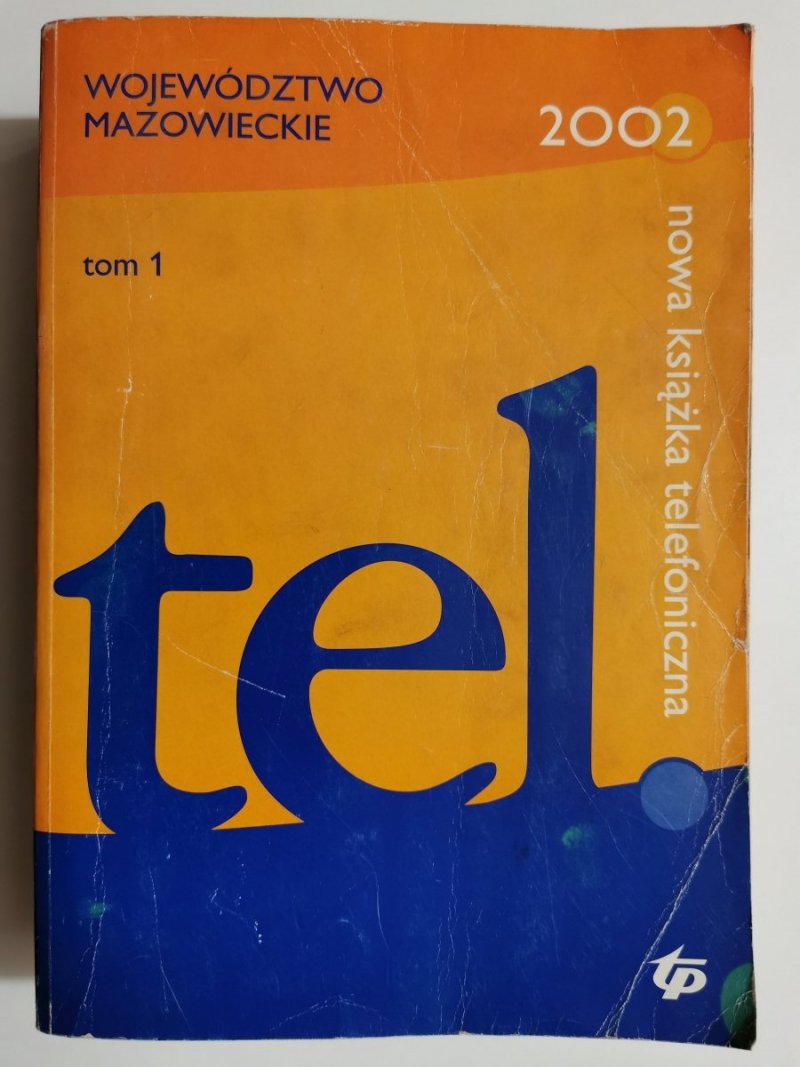 WOJEWÓDZTWO
MAZOWIECKIE
2002
tom 1
nowa książka telefoniczna
tel.
tp